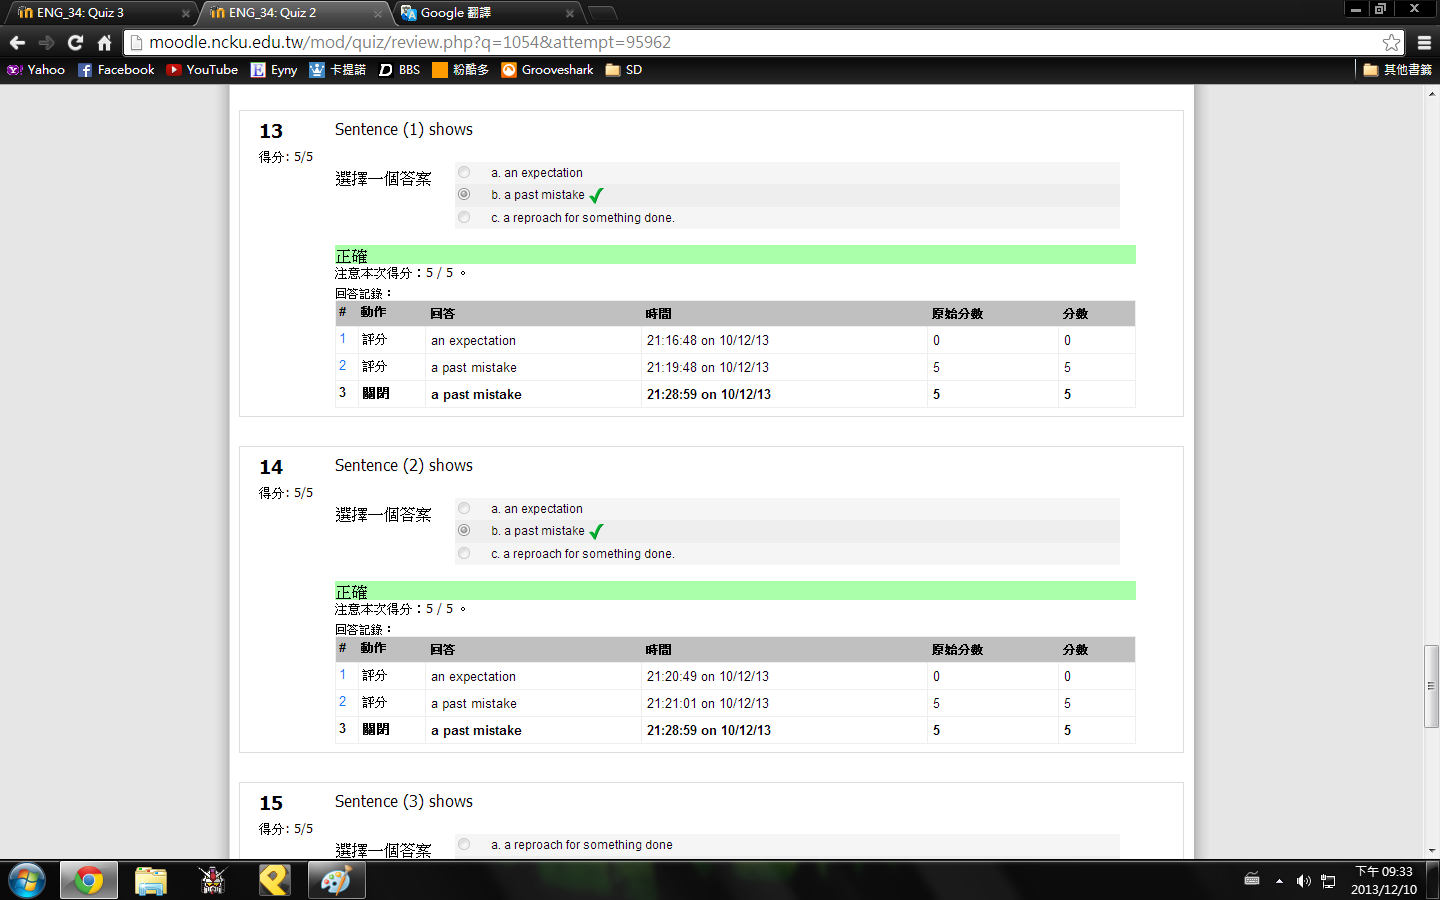 ENG_34: Quiz 3
ENG_34: Quiz 2
Google 翻譯
moodle.ncku.edu.tw/mod/quiz/review.php?q=1054&attempt=95962
Yahoo Facebook YouTube Eyny 卡提諾 BBS 粉酷多 Grooveshark SD 其他書籤
13 Sentence (1) shows
得分: 5/5
選擇一個答案
a. an expectation
b. a past mistake
c. a reproach for something done.
正確
注意本次得分：5 / 5 。
回答記錄：
# 動作 回答 時間 原始分數 分數
1 評分 an expectation 21:16:48 on 10/12/13 0 0
2 評分 a past mistake 21:19:48 on 10/12/13 5 5
3 關閉 a past mistake 21:28:59 on 10/12/13 5 5
14 Sentence (2) shows
得分: 5/5
選擇一個答案
a. an expectation
b. a past mistake
c. a reproach for something done.
正確
注意本次得分：5 / 5 。
回答記錄：
# 動作 回答 時間 原始分數 分數
1 評分 an expectation 21:20:49 on 10/12/13 0 0
2 評分 a past mistake 21:21:01 on 10/12/13 5 5
3 關閉 a past mistake 21:28:59 on 10/12/13 5 5
15 Sentence (3) shows
得分: 5/5
選擇一個答案
a. a reproach for something done
下午 09:33
2013/12/10